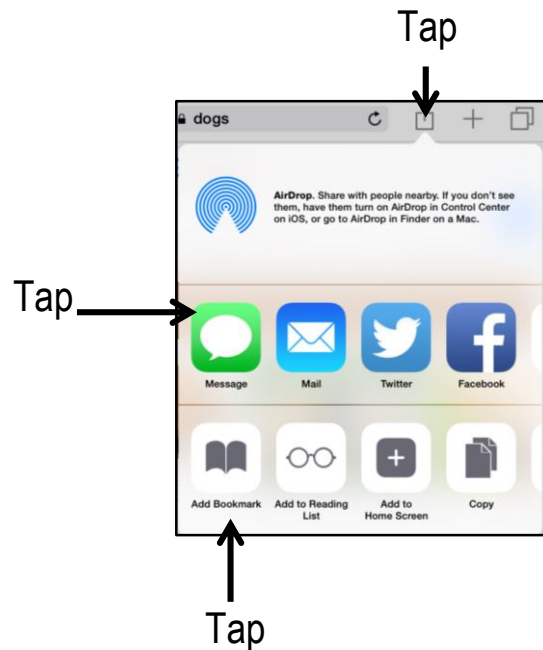 Tap
dogs
AirDrop. Share with people nearby. If you don't see
them, have them turn on AirDrop in Control Center
on iOS, or go to AirDrop in Finder on a Mac.
Tap
Message Mail Twitter Facebook
Add Bookmark Add to Reading Add to Copy
List Home Screen
Tap